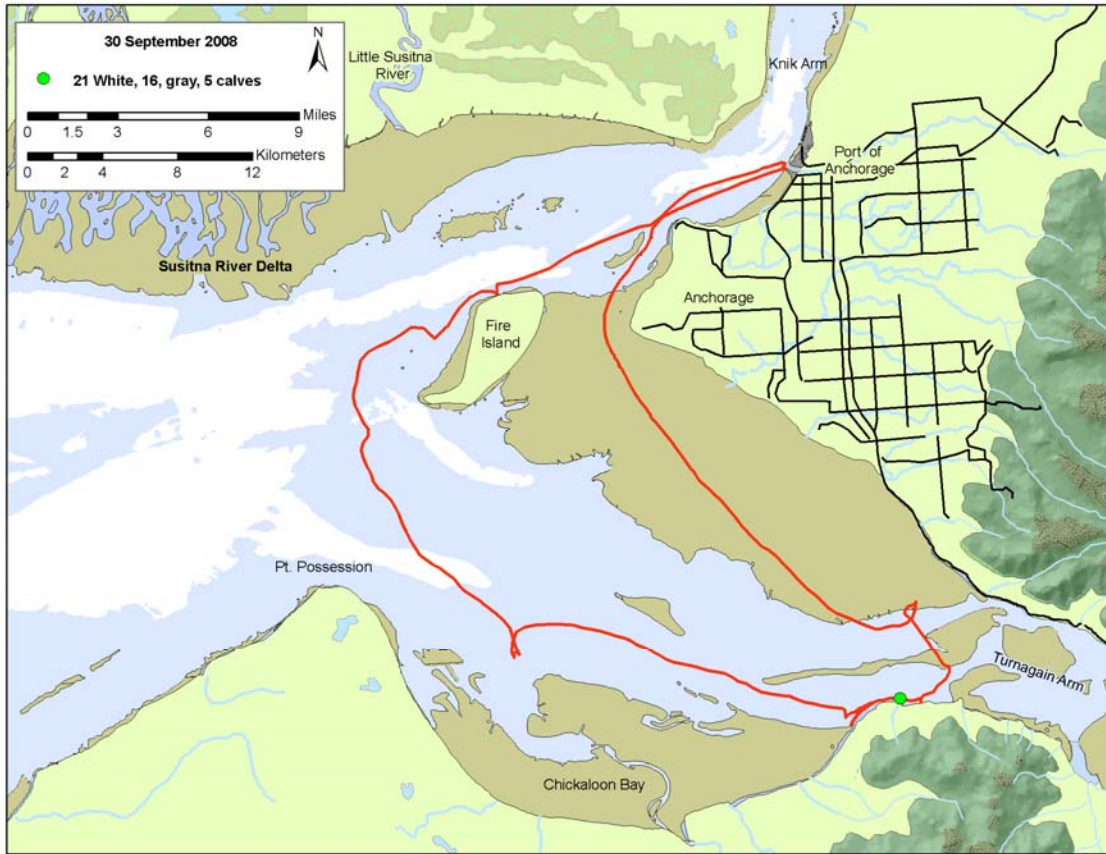 30 September 2008
N
21 White, 16, gray, 5 calves
Miles
0 1.5 3 6 9
Kilometers
0 2 4 8 12
Little Susitna
River
Knik Arm
Port of
Anchorage
Susitna River Delta
Anchorage
Fire
Island
Pt. Possession
Turnagain Arm
Chickaloon Bay